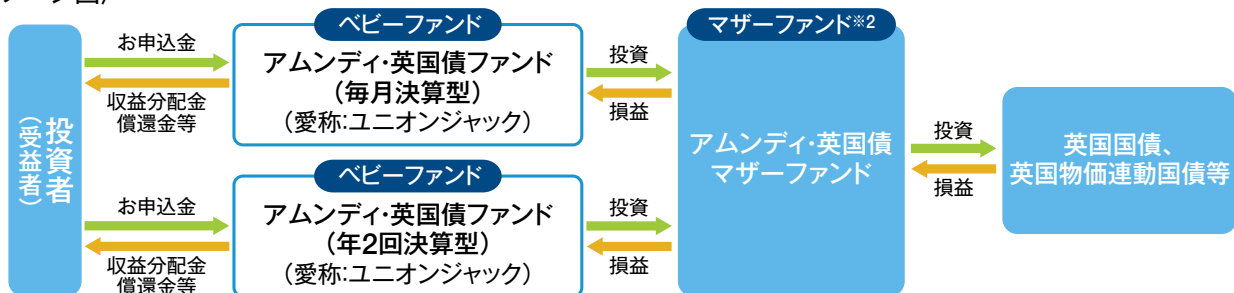 投資者
(受益者)
お申込金
収益分配金
償還金等
ベビーファンド
アムンディ・英国債ファンド
(毎月決算型)
(愛称:ユニオンジャック)
投資
損益
お申込金
収益分配金
償還金等
ベビーファンド
アムンディ・英国債ファンド
(年2回決算型)
(愛称:ユニオンジャック)
投資
損益
マザーファンド※2
アムンディ・英国債
マザーファンド
投資
損益
英国国債、
英国物価連動国債等